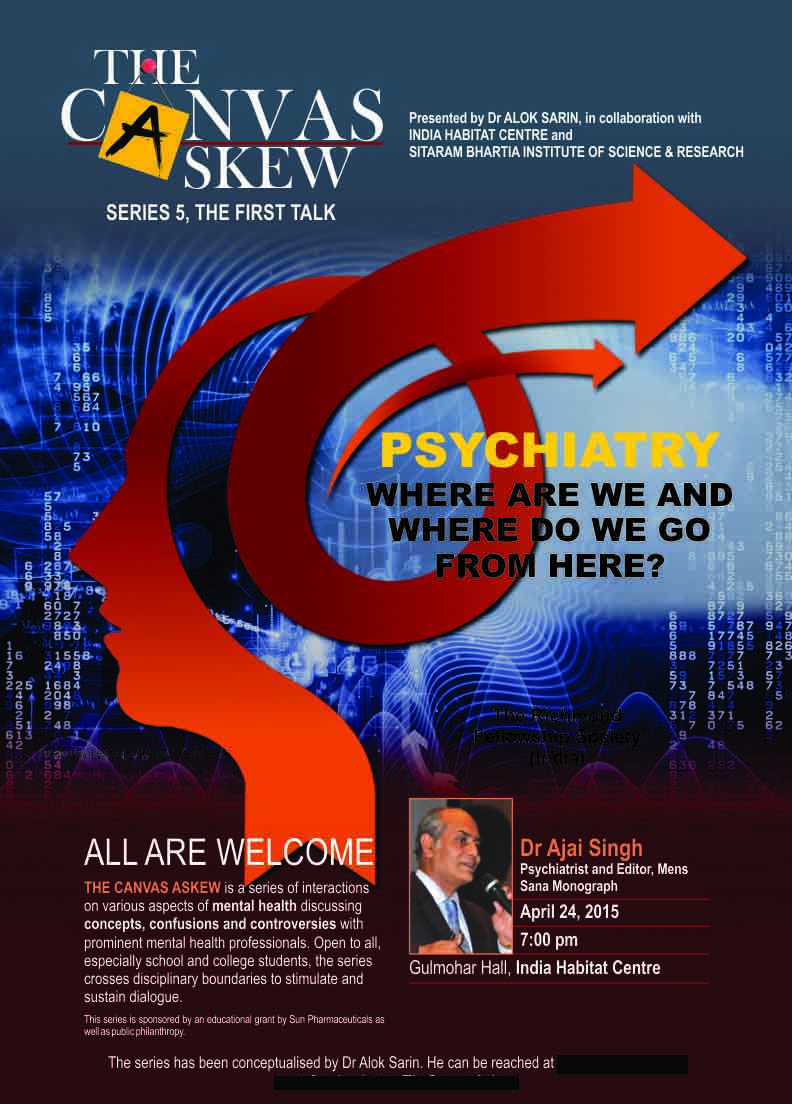 THE
CANVAS
ASKEW
SERIES 5, THE FIRST TALK
Presented by Dr ALOK SARIN, in collaboration with
INDIA HABITAT CENTRE and
SITARAM BHARTIA INSTITUTE OF SCIENCE & RESEARCH
PSYCHIATRY
WHERE ARE WE AND
WHERE DO WE GO
FROM HERE?
The Richmond
Fellowship Society
(India)
ALL ARE WELCOME
THE CANVAS ASKEW is a series of interactions
on various aspects of mental health discussing
concepts, confusions and controversies with
prominent mental health professionals. Open to all,
especially school and college students, the series
crosses disciplinary boundaries to stimulate and
sustain dialogue.
This series is sponsored by an educational grant by Sun Pharmaceuticals as
well as public philanthropy.
Dr Ajai Singh
Psychiatrist and Editor, Mens
Sana Monograph
April 24, 2015
7:00 pm
Gulmohar Hall, India Habitat Centre
The series has been conceptualised by Dr Alok Sarin. He can be reached at